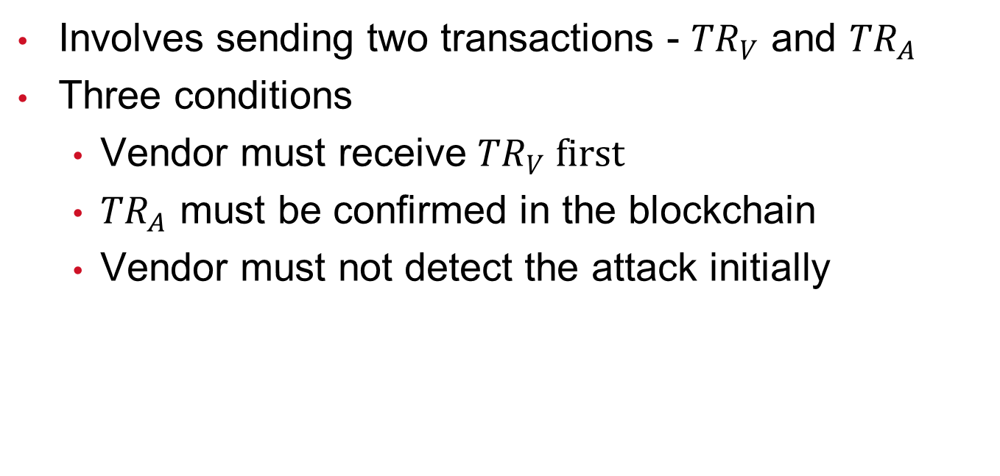 • Involves sending two transactions - TR_V and TR_A
• Three conditions
• Vendor must receive TR_V first
• TR_A must be confirmed in the blockchain
• Vendor must not detect the attack initially